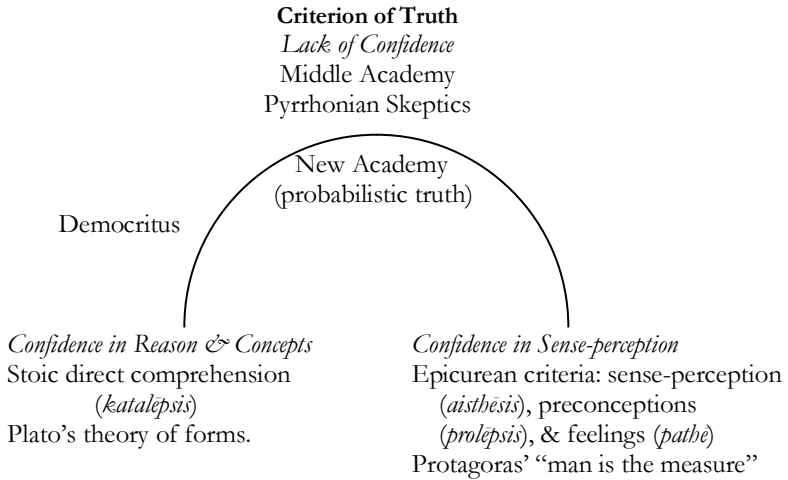 Criterion of Truth
Lack of Confidence
Middle Academy
Pyrrhonian Skeptics
New Academy
(probabilistic truth)
Democritus
Confidence in Reason & Concepts
Stoic direct comprehension
(katalēpsis)
Plato’s theory of forms.
Confidence in Sense-perception
Epicurean criteria: sense-perception
(aisthēsis), preconceptions
(prolēpsis), & feelings (pathē)
Protagoras’ “man is the measure”